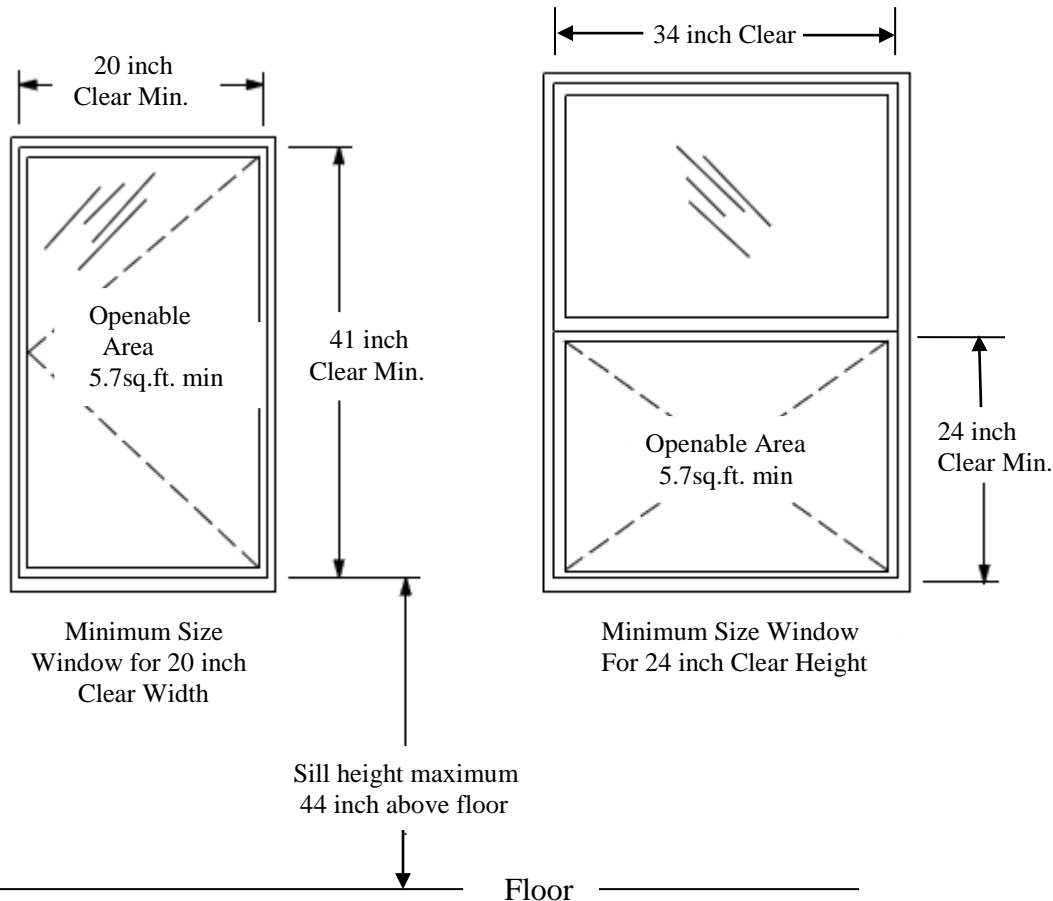 34 inch Clear
20 inch
Clear Min.
Openable
Area
5.7sq.ft. min
41 inch
Clear Min.
Openable Area
5.7sq.ft. min
24 inch
Clear Min.
Minimum Size
Window for 20 inch
Clear Width
Minimum Size Window
For 24 inch Clear Height
Sill height maximum
44 inch above floor
Floor